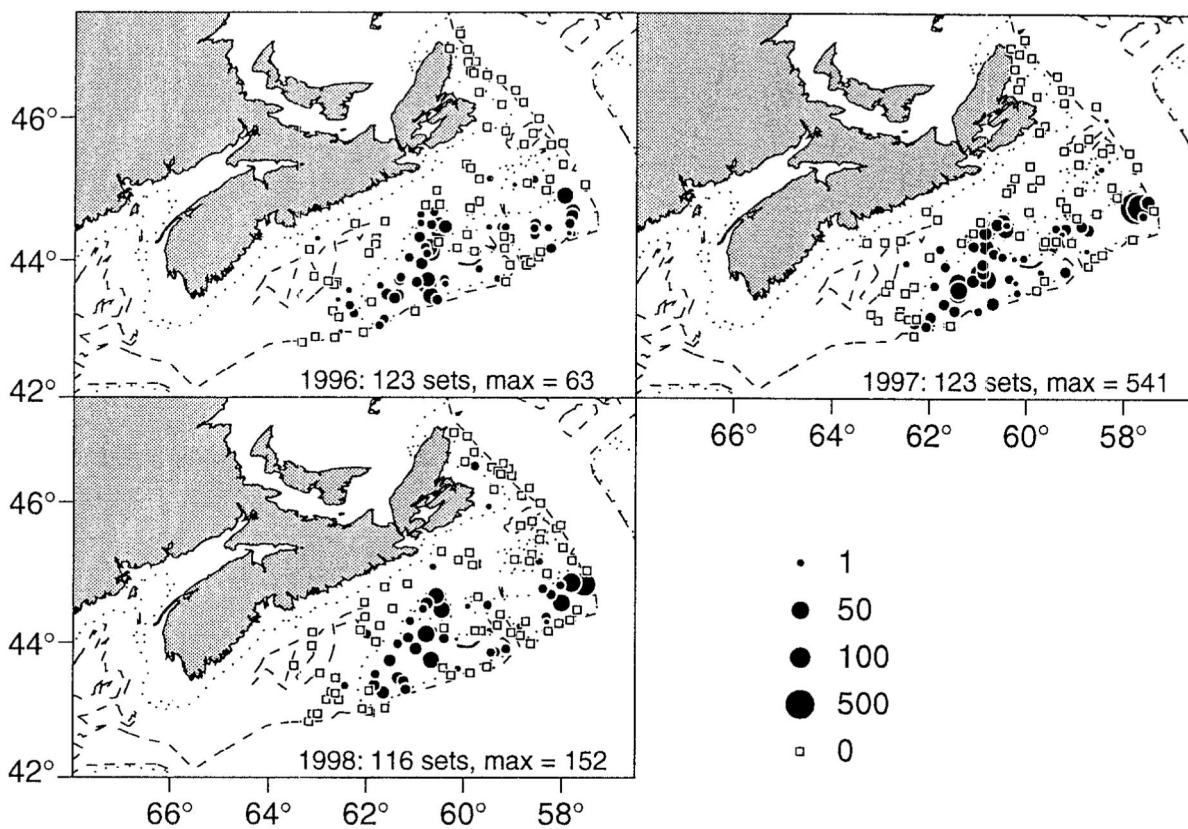 46°
44°
42°
1996: 123 sets, max = 63
1997: 123 sets, max = 541
66° 64° 62° 60° 58°
46°
44°
42°
1998: 116 sets, max = 152
66° 64° 62° 60° 58°
1
50
100
500
0